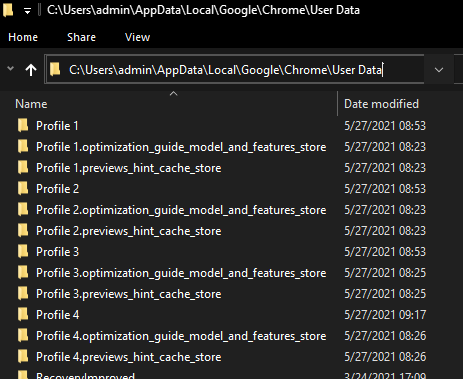 C:\Users\admin\AppData\Local\Google\Chrome\User Data
Home Share View
C:\Users\admin\AppData\Local\Google\Chrome\User Data
Name Date modified
Profile 1 5/27/2021 08:53
Profile 1.optimization_guide_model_and_features_store 5/27/2021 08:23
Profile 1.previews_hint_cache_store 5/27/2021 08:23
Profile 2 5/27/2021 08:53
Profile 2.optimization_guide_model_and_features_store 5/27/2021 08:23
Profile 2.previews_hint_cache_store 5/27/2021 08:23
Profile 3 5/27/2021 08:53
Profile 3.optimization_guide_model_and_features_store 5/27/2021 08:25
Profile 3.previews_hint_cache_store 5/27/2021 08:25
Profile 4 5/27/2021 09:17
Profile 4.optimization_guide_model_and_features_store 5/27/2021 08:26
Profile 4.previews_hint_cache_store 5/27/2021 08:26
RecoveryImproved 3/24/2021 17:09